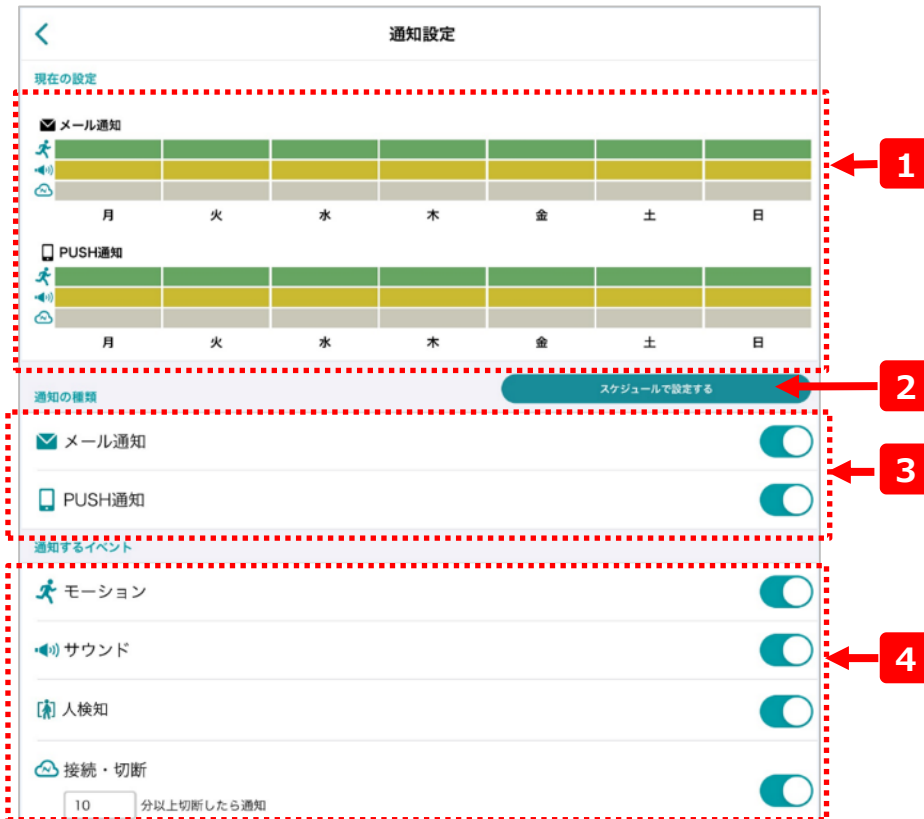 通知設定
現在の設定
メール通知
月 火 水 木 金 土 日
PUSH通知
月 火 水 木 金 土 日
1
スケジュールで設定する
2
通知の種類
メール通知
PUSH通知
3
通知するイベント
モーション
サウンド
人検知
接続・切断
10 分以上切断したら通知
4